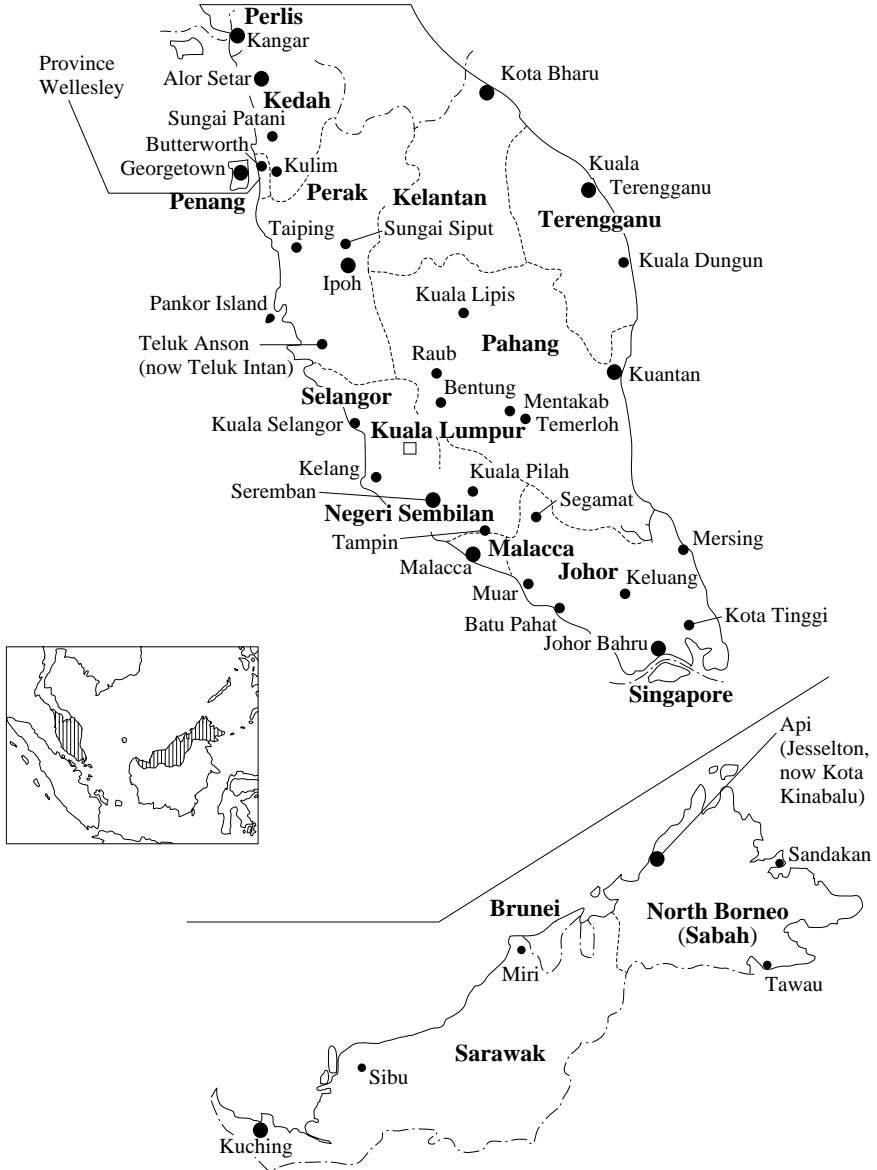 Perlis
Kangar
Province
Wellesley
Alor Setar
Kota Bharu
Kedah
Sungai Patani
Butterworth
Georgetown
Kulim
Kuala
Terengganu
Penang
Perak
Kelantan
Terengganu
Taiping
Sungai Siput
Kuala Dungun
Ipoh
Kuala Lipis
Pankor Island
Teluk Anson
(now Teluk Intan)
Pahang
Raub
Kuantan
Bentung
Selangor
Mentakab
Temerloh
Kuala Selangor
Kuala Lumpur
Kelang
Kuala Pilah
Seremban
Segamat
Negeri Sembilan
Tampin
Malacca
Mersing
Malacca
Johor
Muar
Keluang
Batu Pahat
Kota Tinggi
Johor Bahru
Singapore
Api
(Jesselton,
now Kota
Kinabalu)
Sandakan
Brunei
North Borneo
(Sabah)
Miri
Tawau
Sarawak
Sibu
Kuching